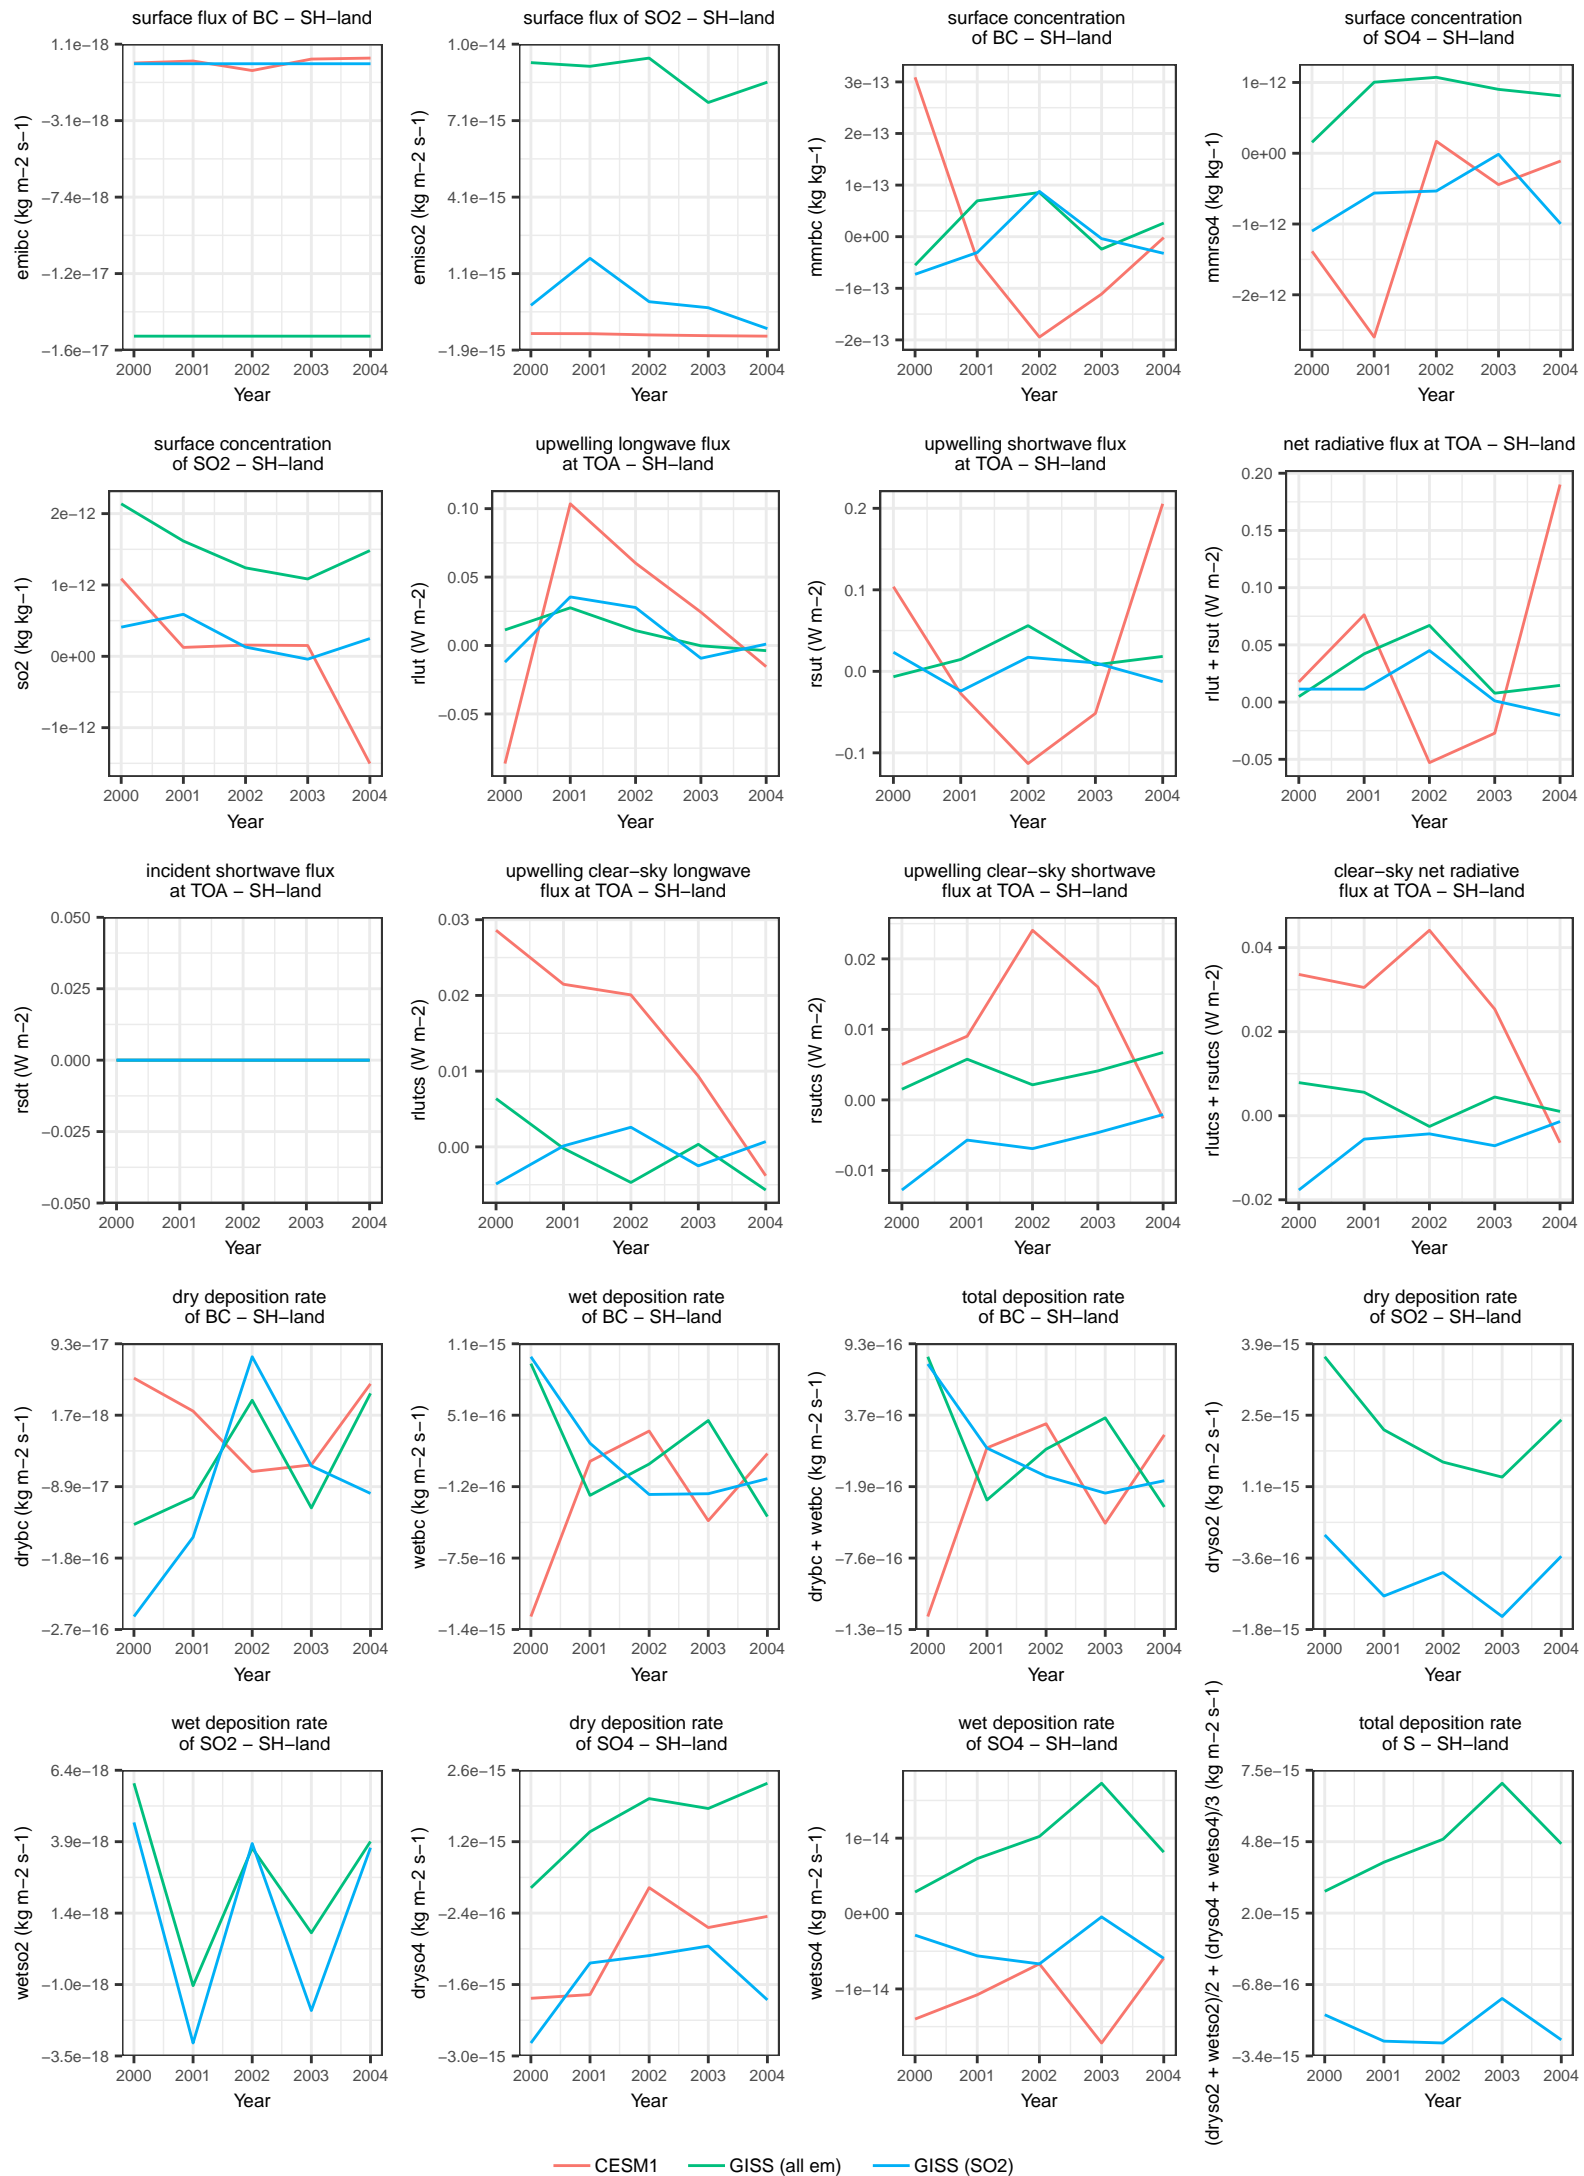 surface flux of BC − SH−land
1.1e−18
−3.1e−18
−7.4e−18
−1.2e−17
−1.6e−17
emibc (kg m−2 s−1)
2000 2001 2002 2003 2004
Year
surface flux of SO2 − SH−land
1.0e−14
7.1e−15
4.1e−15
1.1e−15
−1.9e−15
emiso2 (kg m−2 s−1)
2000 2001 2002 2003 2004
Year
surface concentration
of BC − SH−land
3e−13
2e−13
1e−13
0e+00
−1e−13
−2e−13
mmrbc (kg kg−1)
2000 2001 2002 2003 2004
Year
surface concentration
of SO4 − SH−land
1e−12
0e+00
−1e−12
−2e−12
mmrso4 (kg kg−1)
2000 2001 2002 2003 2004
Year
surface concentration
of SO2 − SH−land
2e−12
1e−12
0e+00
−1e−12
so2 (kg kg−1)
2000 2001 2002 2003 2004
Year
upwelling longwave flux
at TOA − SH−land
0.10
0.05
0.00
−0.05
rlut (W m−2)
2000 2001 2002 2003 2004
Year
upwelling shortwave flux
at TOA − SH−land
0.2
0.1
0.0
−0.1
rsut (W m−2)
2000 2001 2002 2003 2004
Year
net radiative flux at TOA − SH−land
0.20
0.15
0.10
0.05
0.00
−0.05
rlut + rsut (W m−2)
2000 2001 2002 2003 2004
Year
incident shortwave flux
at TOA − SH−land
0.050
0.025
0.000
−0.025
−0.050
rsdt (W m−2)
2000 2001 2002 2003 2004
Year
upwelling clear−sky longwave
flux at TOA − SH−land
0.03
0.02
0.01
0.00
rlutcs (W m−2)
2000 2001 2002 2003 2004
Year
upwelling clear−sky shortwave
flux at TOA − SH−land
0.02
0.01
0.00
−0.01
rsutcs (W m−2)
2000 2001 2002 2003 2004
Year
clear−sky net radiative
flux at TOA − SH−land
0.04
0.02
0.00
−0.02
rlutcs + rsutcs (W m−2)
2000 2001 2002 2003 2004
Year
dry deposition rate
of BC − SH−land
9.3e−17
1.7e−18
−8.9e−17
−1.8e−16
−2.7e−16
drybc (kg m−2 s−1)
2000 2001 2002 2003 2004
Year
wet deposition rate
of BC − SH−land
1.1e−15
5.1e−16
−1.2e−16
−7.5e−16
−1.4e−15
wetbc (kg m−2 s−1)
2000 2001 2002 2003 2004
Year
total deposition rate
of BC − SH−land
9.3e−16
3.7e−16
−1.9e−16
−7.6e−16
−1.3e−15
drybc + wetbc (kg m−2 s−1)
2000 2001 2002 2003 2004
Year
dry deposition rate
of SO2 − SH−land
3.9e−15
2.5e−15
1.1e−15
−3.6e−16
−1.8e−15
dryso2 (kg m−2 s−1)
2000 2001 2002 2003 2004
Year
wet deposition rate
of SO2 − SH−land
6.4e−18
3.9e−18
1.4e−18
−1.0e−18
−3.5e−18
wetso2 (kg m−2 s−1)
2000 2001 2002 2003 2004
Year
dry deposition rate
of SO4 − SH−land
2.6e−15
1.2e−15
−2.4e−16
−1.6e−15
−3.0e−15
dryso4 (kg m−2 s−1)
2000 2001 2002 2003 2004
Year
wet deposition rate
of SO4 − SH−land
1e−14
0e+00
−1e−14
wetso4 (kg m−2 s−1)
2000 2001 2002 2003 2004
Year
total deposition rate
of S − SH−land
7.5e−15
4.8e−15
2.0e−15
−6.8e−16
−3.4e−15
(dryso2 + wetso2)/2 + (dryso4 + wetso4)/3 (kg m−2 s−1)
2000 2001 2002 2003 2004
Year
CESM1 GISS (all em) GISS (SO2)